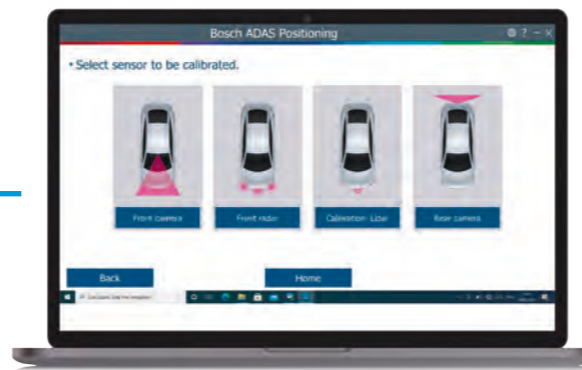 Bosch ADAS Positioning
• Select sensor to be calibrated.
Front camera
Front radar
Calibration- Lidar
Rear camera
Back
Home